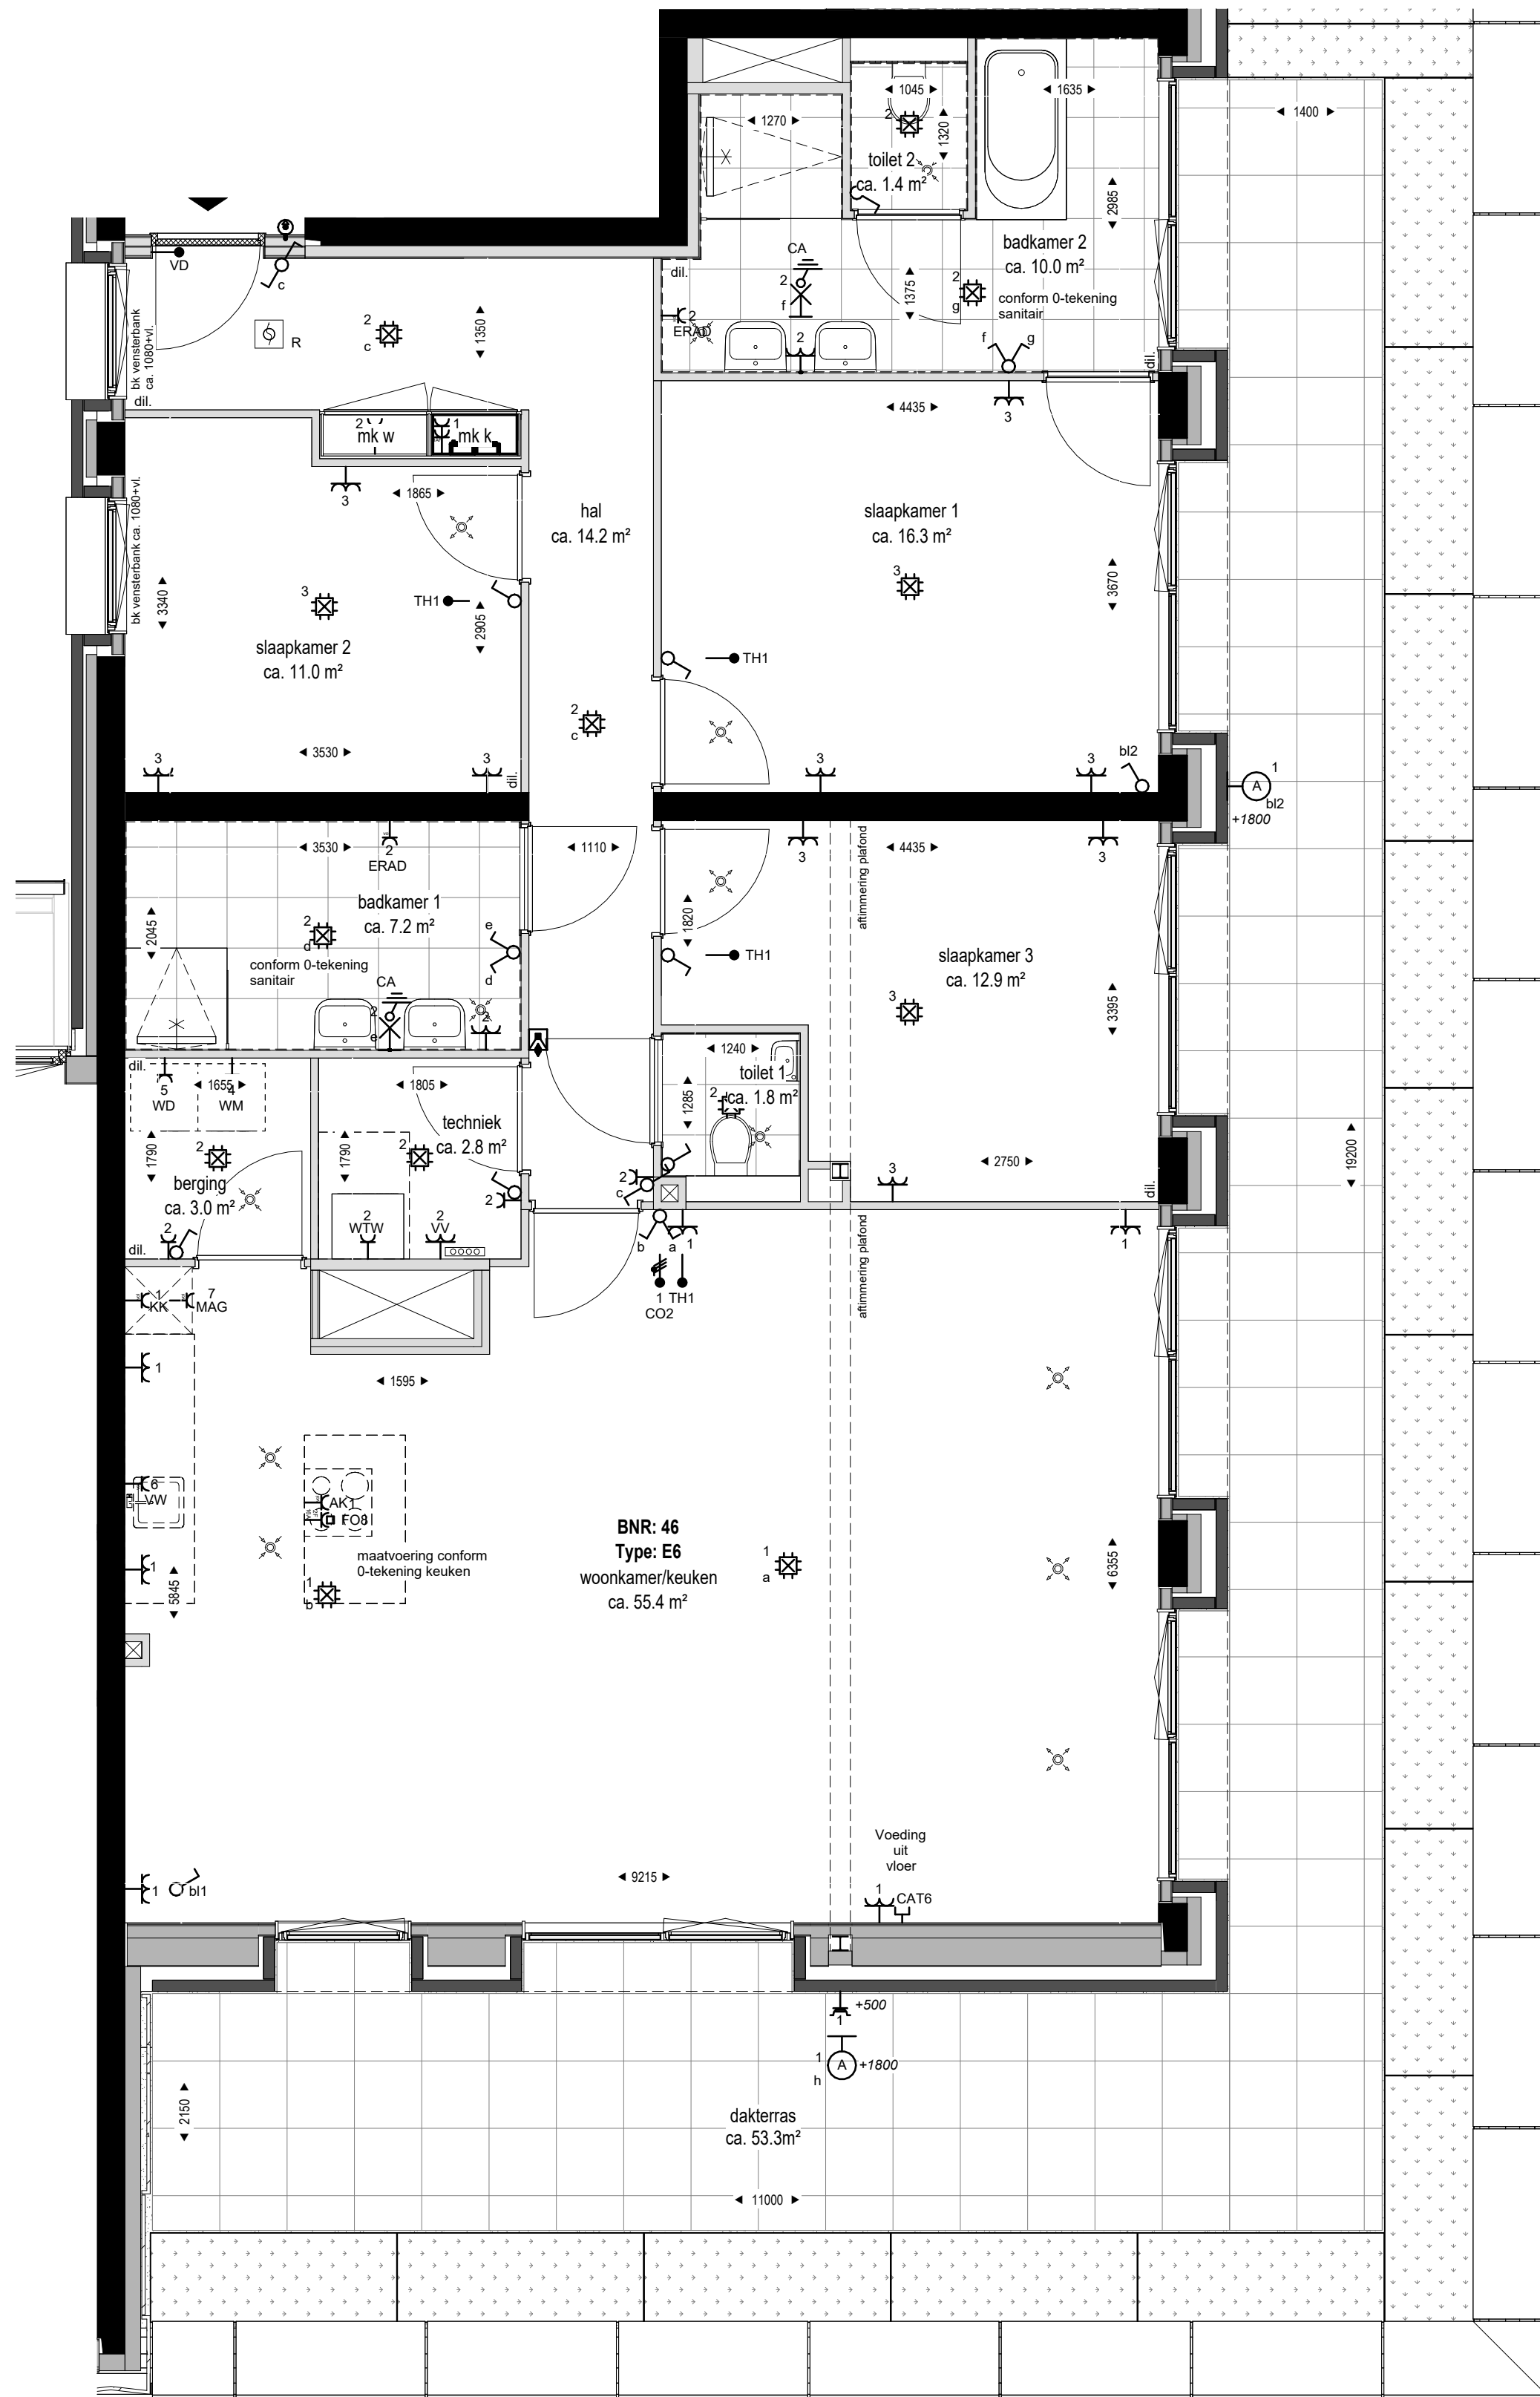 1045
1635
1400
1270
2
1320
toilet 2
ca. 1.4 m²
2985
badkamer 2
ca. 10.0 m²
conform 0-tekening
sanitair
CA
2
f
1375
2
g
dil.
2
ERAD
2
f
g
dil.
3
VD
c
R
2
c
1350
bk vensterbank
ca. 1080+vl.
dil.
2
mk w
1
mk k
3
1865
4435
hal
ca. 14.2 m²
slaapkamer 1
ca. 16.3 m²
bk vensterbank ca. 1080+vl.
3340
3
TH1
2905
slaapkamer 2
ca. 11.0 m²
3
3670
TH1
2
c
3530
3
3
dil.
3
3
bl2
1
A
bl2
+1800
3530
2
ERAD
1110
3
4435
3
aftimmering plafond
badkamer 1
ca. 7.2 m²
2045
2
d
e
d
conform 0-tekening
sanitair
CA
2
e
2
1820
TH1
slaapkamer 3
ca. 12.9 m²
3
3395
dil.
5
WD
1655
4
WM
1805
1240
toilet 1
ca. 1.8 m²
2
1285
techniek
ca. 2.8 m²
2
1790
2
1790
berging
ca. 3.0 m²
2750
19200
2
dil.
2
WTW
2
VV
2
2
c
3
dil.
b
a
1
1
1
TH1
CO2
aftimmering plafond
1
KK
7
MAG
1
1595
6
VW
AK1
FO8
maatvoering conform
0-tekening keuken
1
b
1
5845
BNR: 46
Type: E6
woonkamer/keuken
ca. 55.4 m²
1
a
6355
Voeding
uit
vloer
1
bl1
9215
1
CAT6
+500
1
1
h
A
+1800
2150
dakterras
ca. 53.3m²
11000